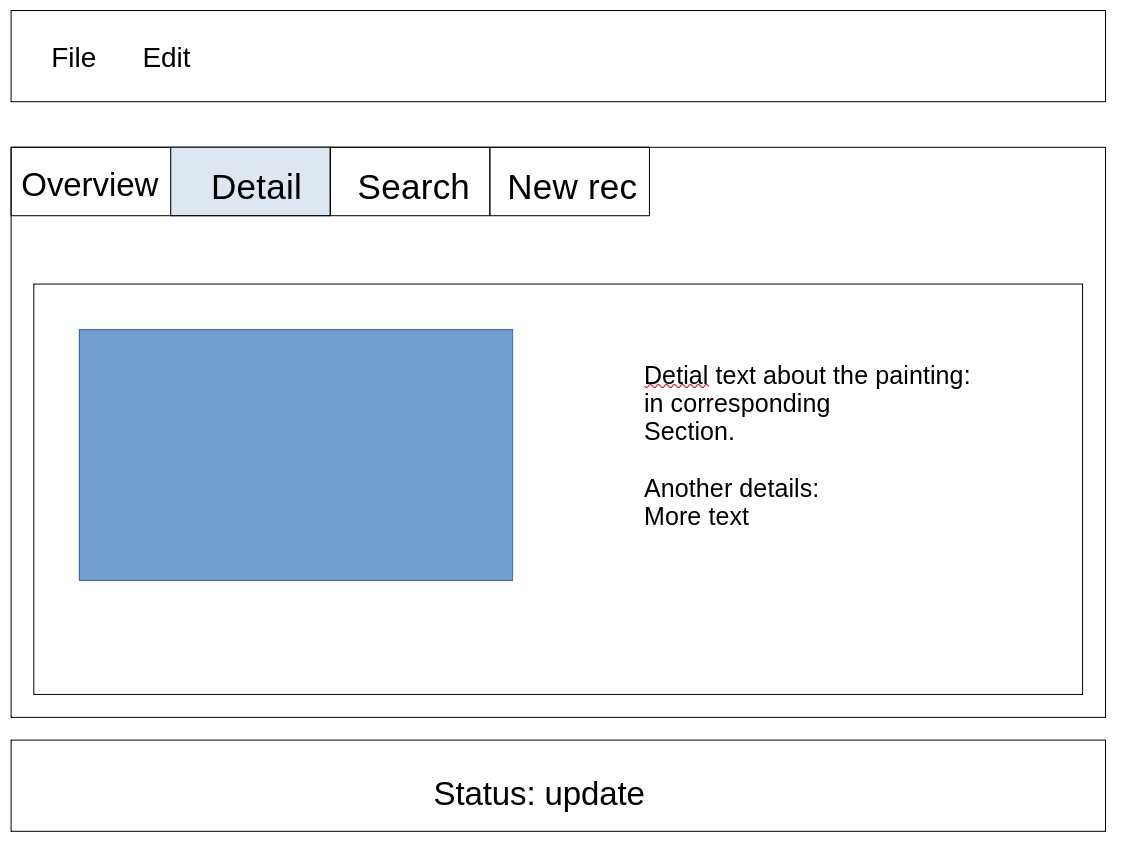 File Edit
Overview Detail Search New rec
Detial text about the painting:
in corresponding
Section.
Another details:
More text
Status: update